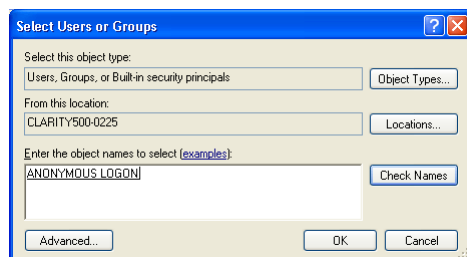 Select Users or Groups
Select this object type:
Users, Groups, or Built-in security principals
Object Types...
From this location:
CLARITY500-0225
Locations...
Enter the object names to select (examples):
ANONYMOUS LOGON
Check Names
Advanced...
OK
Cancel